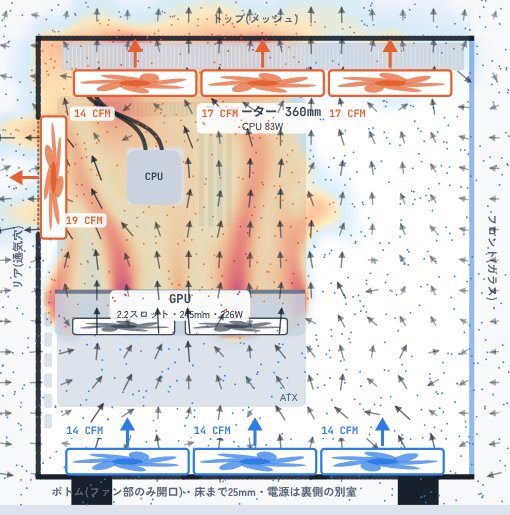 トップ(メッシュ)
14 CFM
17 CFM
ーター 360mm
17 CFM
CPU 83W
CPU
19 CFM
リア(通気穴)
フロント(ガラス)
GPU
2.2スロット・245mm・226W
ATX
14 CFM
14 CFM
14 CFM
ボトム(ファン部のみ開口)・床まで25mm・電源は裏側の別室